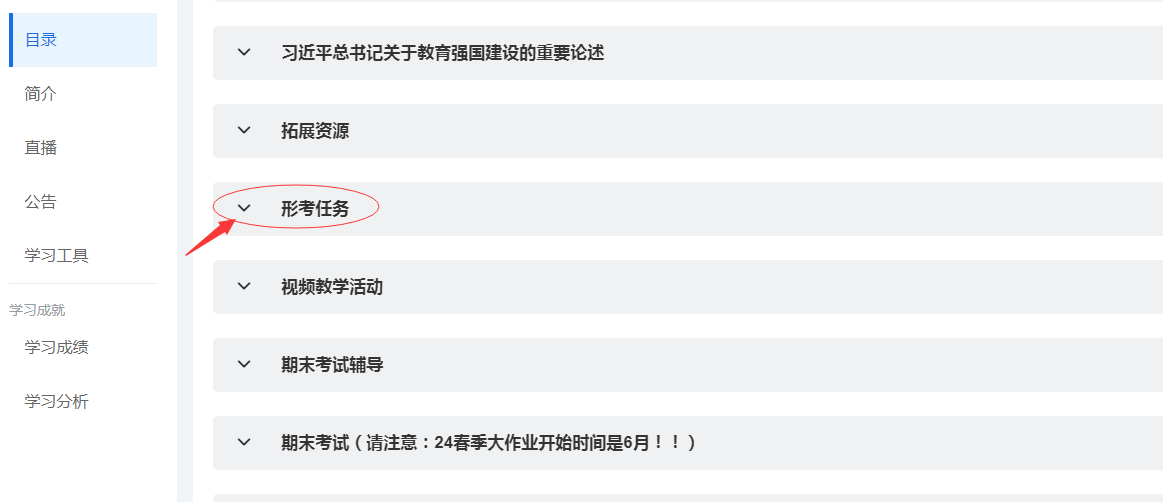 目录
简介
直播
公告
学习工具
学习成就
学习成绩
学习分析
习近平总书记关于教育强国建设的重要论述
拓展资源
形考任务
视频教学活动
期末考试辅导
期末考试（请注意：24春季大作业开始时间是6月！！）